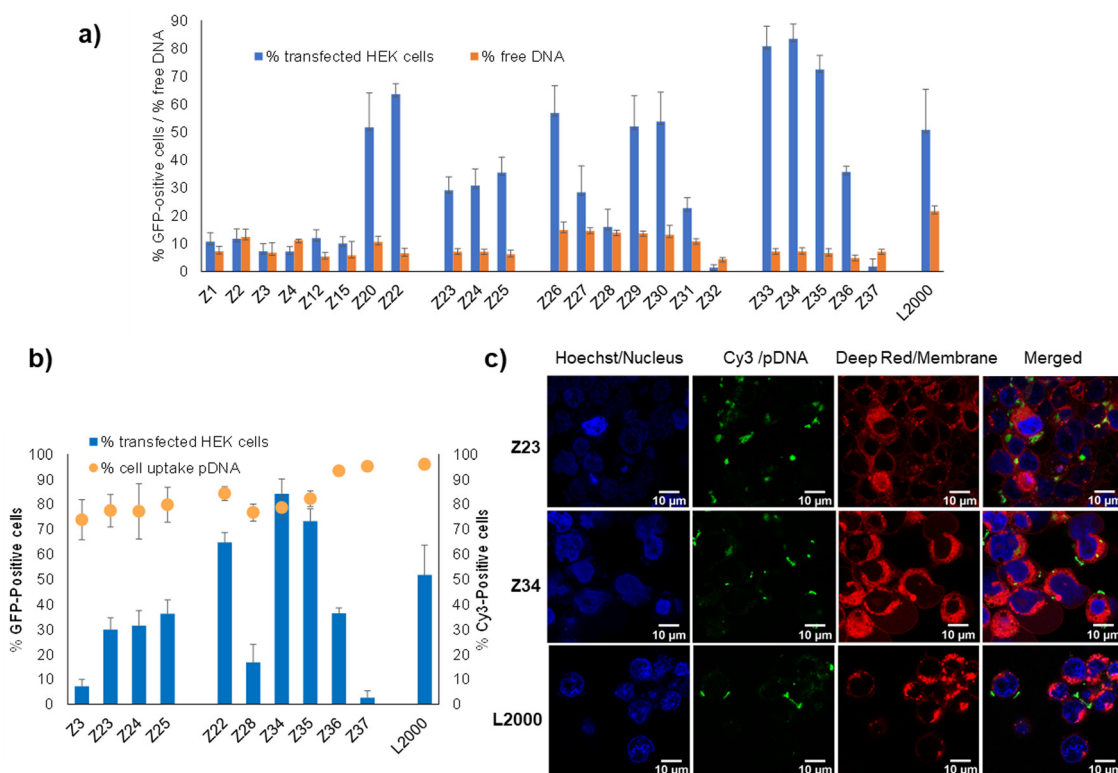 a)
% GFP-ositive cells / % free DNA
90
80
70
60
50
40
30
20
10
0
% transfected HEK cells
% free DNA
Z1
Z2
Z3
Z4
Z12
Z15
Z20
Z22
Z23
Z24
Z25
Z26
Z27
Z28
Z29
Z30
Z31
Z32
Z33
Z34
Z35
Z36
Z37
L2000
b)
% transfected HEK cells
% cell uptake pDNA
% GFP-Positive cells
100
90
80
70
60
50
40
30
20
10
0
100
90
80
70
60
50
40
30
20
10
0
% Cy3-Positive cells
Z3
Z23
Z24
Z25
Z22
Z28
Z34
Z35
Z36
Z37
L2000
c)
Hoechst/Nucleus
Cy3 /pDNA
Deep Red/Membrane
Merged
Z23
10 µm
10 µm
10 µm
10 µm
Z34
10 µm
10 µm
10 µm
10 µm
L2000
10 µm
10 µm
10 µm
10 µm